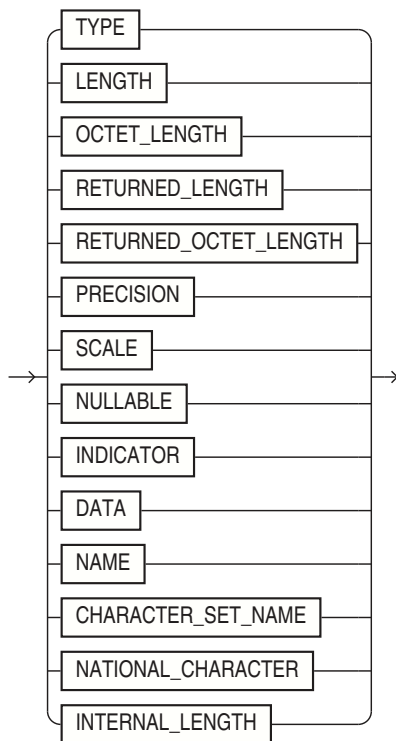 TYPE
LENGTH
OCTET_LENGTH
RETURNED_LENGTH
RETURNED_OCTET_LENGTH
PRECISION
SCALE
NULLABLE
INDICATOR
DATA
NAME
CHARACTER_SET_NAME
NATIONAL_CHARACTER
INTERNAL_LENGTH